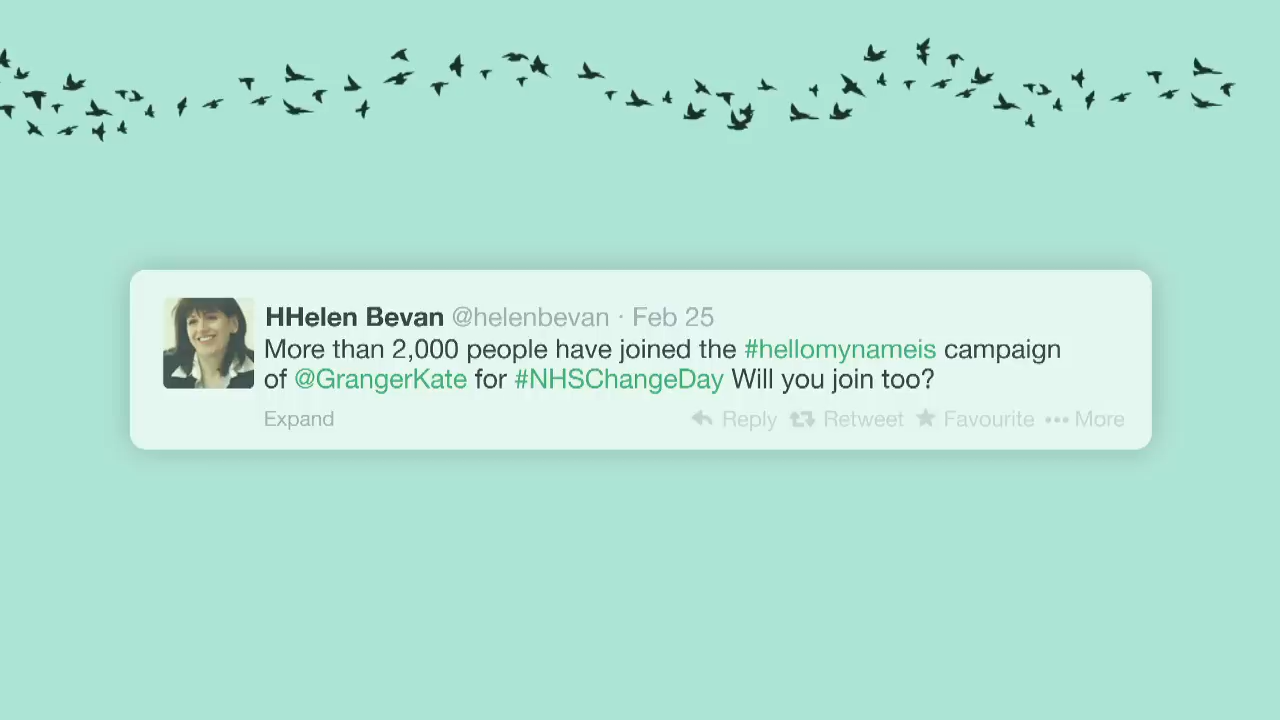 HHelen Bevan @helenbevan · Feb 25
More than 2,000 people have joined the #hellomynameis campaign
of @GrangerKate for #NHSChangeDay Will you join too?
Expand Reply Retweet Favourite More